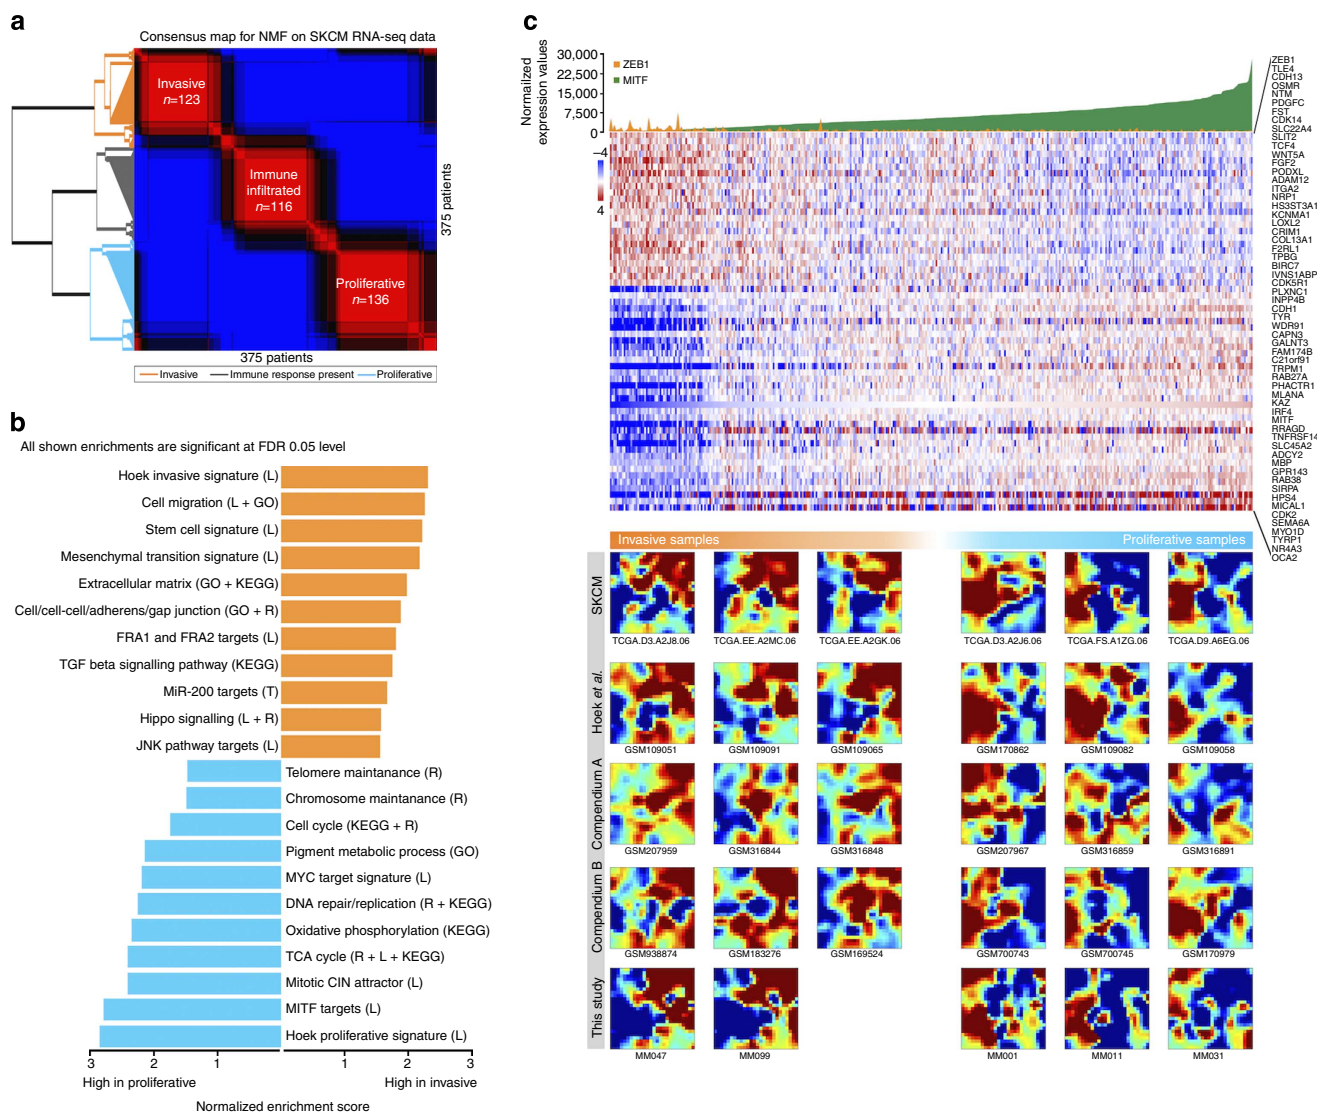 a
Consensus map for NMF on SKCM RNA-seq data
Invasive
n=123
Immune
infiltrated
n=116
Proliferative
n=136
375 patients
375 patients
Invasive
Immune response present
Proliferative
b
All shown enrichments are significant at FDR 0.05 level
Hoek invasive signature (L)
Cell migration (L + GO)
Stem cell signature (L)
Mesenchymal transition signature (L)
Extracellular matrix (GO + KEGG)
Cell/cell-cell/adherens/gap junction (GO + R)
FRA1 and FRA2 targets (L)
TGF beta signalling pathway (KEGG)
MiR-200 targets (T)
Hippo signalling (L + R)
JNK pathway targets (L)
Telomere maintanance (R)
Chromosome maintanance (R)
Cell cycle (KEGG + R)
Pigment metabolic process (GO)
MYC target signature (L)
DNA repair/replication (R + KEGG)
Oxidative phosphorylation (KEGG)
TCA cycle (R + L + KEGG)
Mitotic CIN attractor (L)
MITF targets (L)
Hoek proliferative signature (L)
3 2 1 1 2 3
High in proliferative High in invasive
Normalized enrichment score
c
Normailzed
expression values
30,000
22,500
15,000
7,500
0
ZEB1
MITF
–4
4
ZEB1
TLE4
CDH13
OSMR
NTM
PDGFC
FST
CDK14
SLC22A4
SLIT2
TCF4
WNT5A
FGF2
PODXL
ADAM12
ITGA2
NRP1
HS3ST3A1
KCNMA1
LOXL2
CRIM1
COL13A1
F2RL1
TPBG
BIRC7
IVNS1ABP
CDK5R1
PLXNC1
INPP4B
CDH1
TYR
WDR91
CAPN3
GALNT3
FAM174B
C21orf91
TRPM1
RAB27A
PHACTR1
MLANA
KAZ
IRF4
MITF
RRAGD
TNFRSF14
SLC45A2
ADCY2
MBP
GPR143
RAB38
SIRPA
HPS4
MICAL1
CDK2
SEMA6A
MYO1D
TYRP1
NR4A3
OCA2
Invasive samples Proliferative samples
SKCM
TCGA.D3.A2J8.06 TCGA.EE.A2MC.06 TCGA.EE.A2GK.06 TCGA.D3.A2J6.06 TCGA.FS.A1ZG.06 TCGA.D9.A6EG.06
Hoek et al.
GSM109051 GSM109091 GSM109065 GSM170862 GSM109082 GSM109058
Compendium A
GSM207959 GSM316844 GSM316848 GSM207967 GSM316859 GSM316891
Compendium B
GSM938874 GSM183276 GSM169524 GSM700743 GSM700745 GSM170979
This study
MM047 MM099 MM001 MM011 MM031